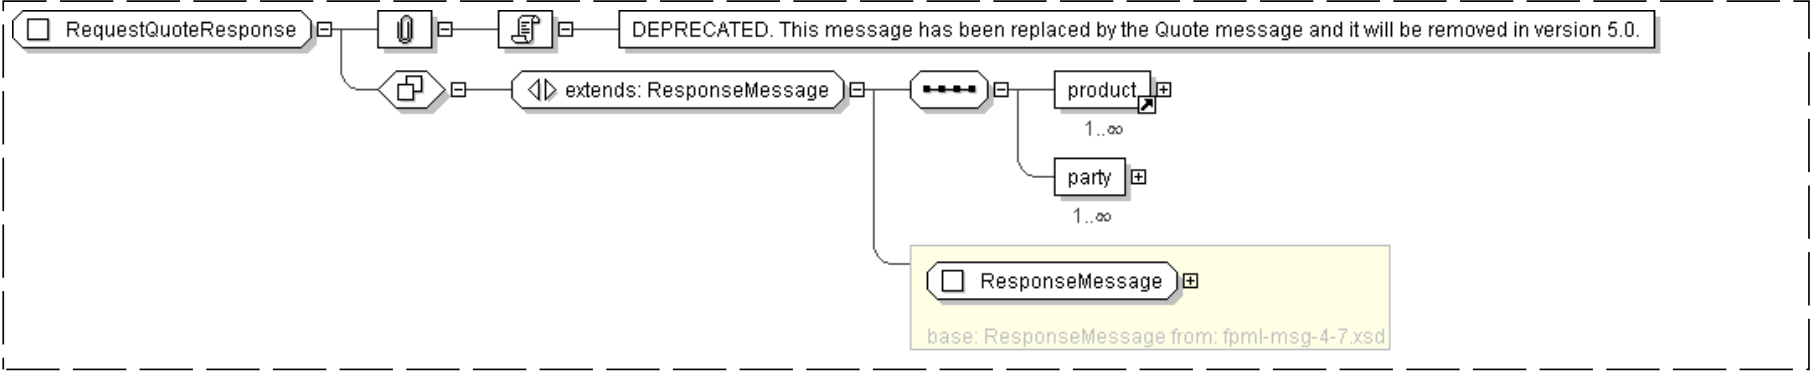 RequestQuoteResponse
DEPRECATED. This message has been replaced by the Quote message and it will be removed in version 5.0.
extends: ResponseMessage
product
1..∞
party
1..∞
ResponseMessage
base: ResponseMessage from: fpml-msg-4-7.xsd